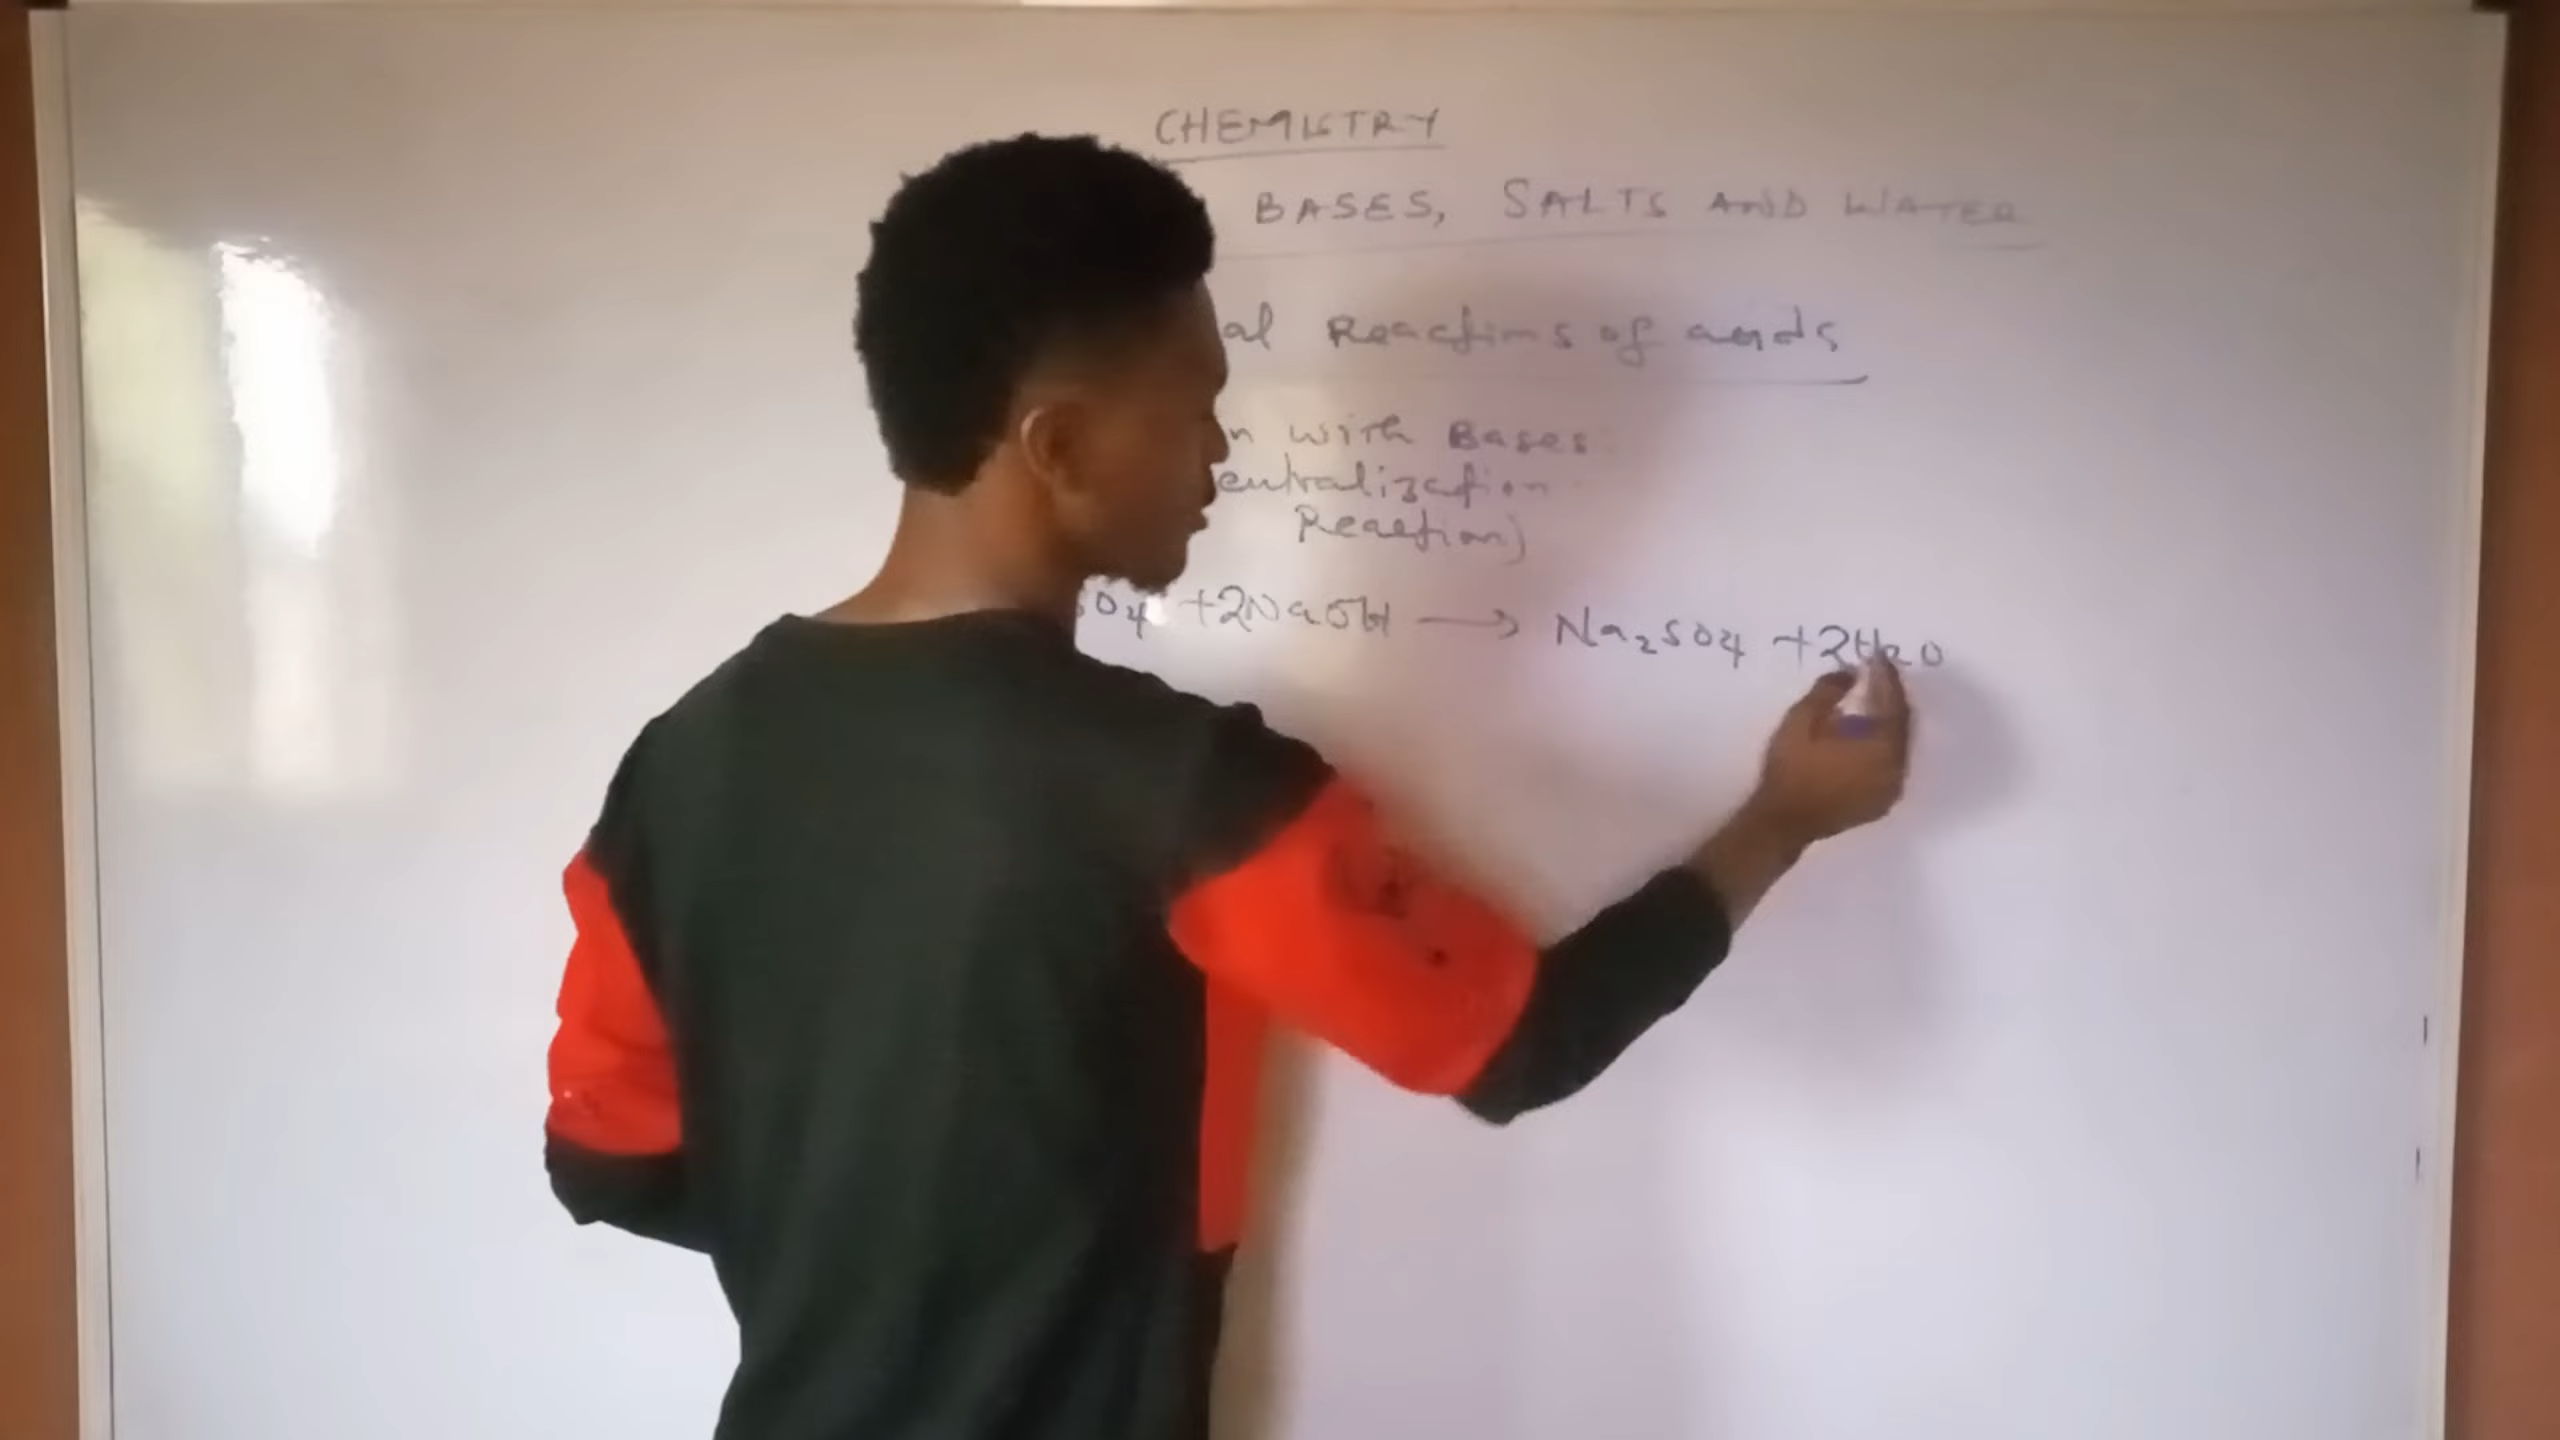 CHEMISTRY
BASES, SALTS AND WATER
al Reactions of acids
n with Bases
eutralization
Reaction)
SO4 +2NaOH → Na2SO4 +2H2O